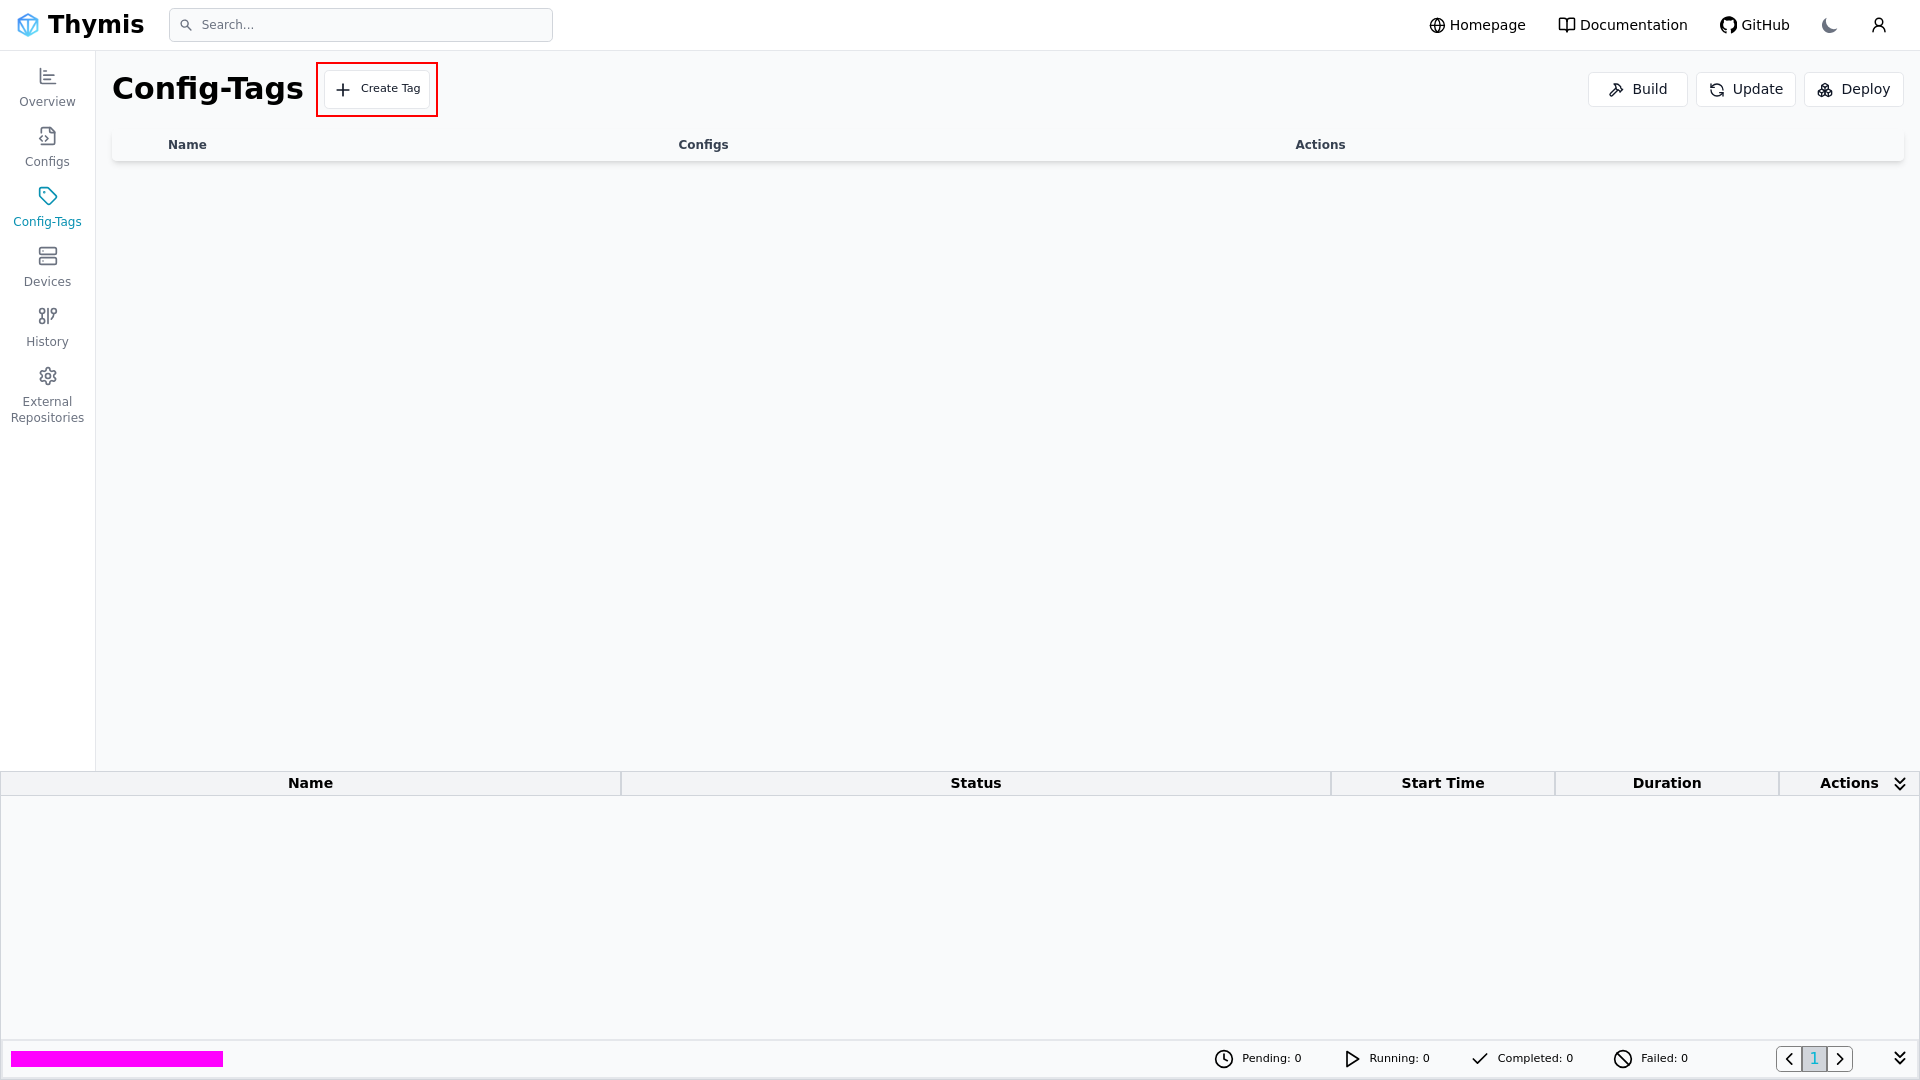 Thymis
Search...
Homepage
Documentation
GitHub
Overview
Configs
Config-Tags
Devices
History
External
Repositories
Config-Tags
Create Tag
Build
Update
Deploy
Name Configs Actions
Name Status Start Time Duration Actions
Pending: 0
Running: 0
Completed: 0
Failed: 0
1